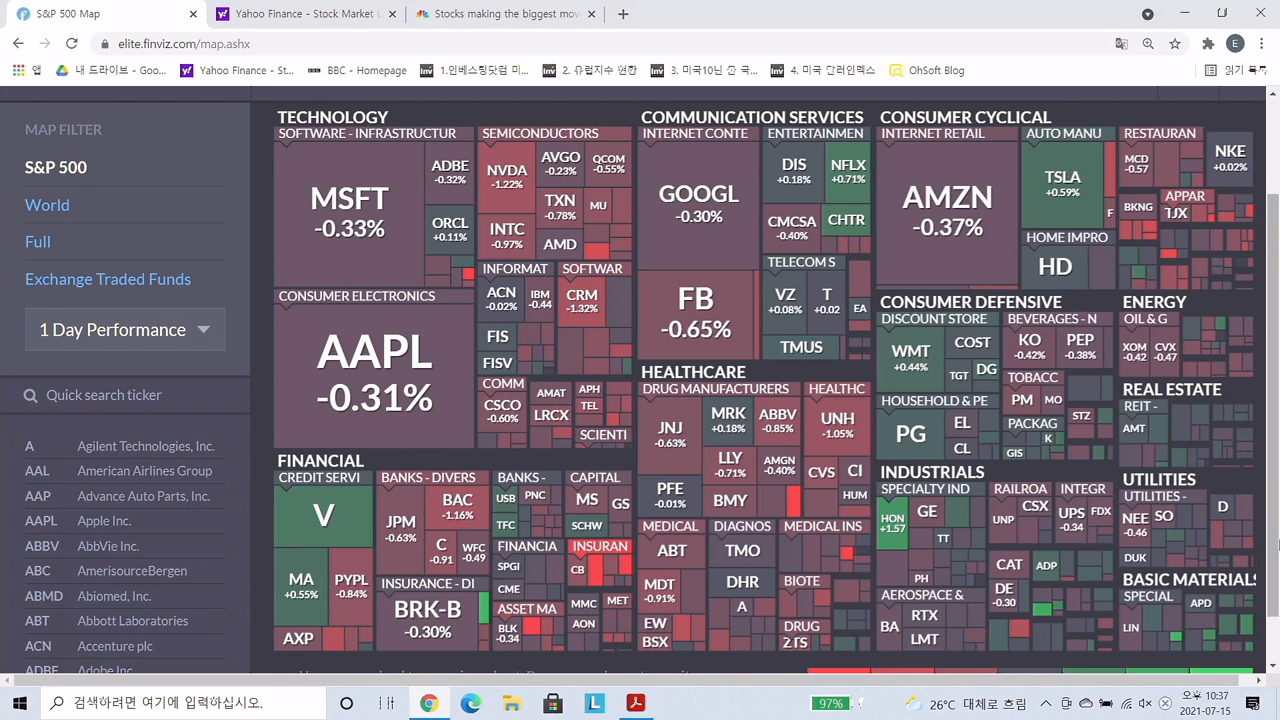 S&P 500 Map
Yahoo Finance - Stock Market L
Stocks making the biggest mov
elite.finviz.com/map.ashx
앱
내 드라이브 - Goo...
Yahoo Finance - St...
BBC - Homepage
1.인베스팅닷컴 미...
2. 유럽지수 현황
3. 미국10년 윤 국...
4. 미국 단러인덱스
OhSoft Blog
읽기 목록
MAP FILTER
S&P 500
World
Full
Exchange Traded Funds
1 Day Performance
Quick search ticker
A Agilent Technologies, Inc.
AAL American Airlines Group
AAP Advance Auto Parts, Inc.
AAPL Apple Inc.
ABBV AbbVie Inc.
ABC AmerisourceBergen
ABMD Abiomed, Inc.
ABT Abbott Laboratories
ACN Accenture plc
ADBE Adobe Inc.
TECHNOLOGY
SOFTWARE - INFRASTRUCTUR
MSFT
-0.33%
ADBE
-0.32%
ORCL
+0.11%
SEMICONDUCTORS
NVDA
-1.22%
AVGO
-0.23%
QCOM
-0.55%
TXN
-0.78%
MU
INTC
-0.97%
AMD
CONSUMER ELECTRONICS
AAPL
-0.31%
INFORMAT
ACN
-0.02%
IBM
-0.44
FIS
FISV
SOFTWAR
CRM
-1.32%
COMM
CSCO
-0.60%
AMAT
LRCX
APH
TEL
SCIENTI
COMMUNICATION SERVICES
INTERNET CONTE
GOOGL
-0.30%
FB
-0.65%
ENTERTAINMEN
DIS
+0.18%
NFLX
+0.71%
CMCSA
-0.40%
CHTR
TELECOM S
VZ
+0.08%
T
+0.02
TMUS
EA
CONSUMER CYCLICAL
INTERNET RETAIL
AMZN
-0.37%
AUTO MANU
TSLA
+0.59%
F
HOME IMPRO
HD
RESTAURAN
MCD
-0.57
BKNG
NKE
+0.02%
APPAR
TJX
CONSUMER DEFENSIVE
DISCOUNT STORE
WMT
+0.44%
COST
TGT
DG
BEVERAGES - N
KO
-0.42%
PEP
-0.38%
TOBACC
PM
MO
STZ
HOUSEHOLD & PE
PG
EL
CL
PACKAG
K
GIS
ENERGY
OIL & G
XOM
-0.42
CVX
-0.47
REAL ESTATE
REIT -
AMT
HEALTHCARE
DRUG MANUFACTURERS
JNJ
-0.63%
MRK
+0.18%
ABBV
-0.85%
LLY
-0.71%
AMGN
-0.40%
PFE
-0.01%
BMY
HEALTHC
UNH
-1.05%
CVS
CI
HUM
MEDICAL
ABT
MDT
-0.91%
EW
BSX
DIAGNOS
TMO
DHR
A
MEDICAL INS
BIOTE
DRUG
ZTS
FINANCIAL
CREDIT SERVI
V
MA
+0.55%
PYPL
-0.84%
AXP
BANKS - DIVERS
JPM
-0.63%
BAC
-1.16%
C
-0.91
WFC
-0.49
INSURANCE - DI
BRK-B
-0.30%
BANKS -
USB
PNC
TFC
FINANCIA
SPGI
CME
ASSET MA
BLK
-0.34
CAPITAL
MS
GS
SCHW
INSURAN
CB
MMC
MET
AON
INDUSTRIALS
SPECIALTY IND
HON
+1.57
GE
TT
PH
RAILROA
UNP
CSX
INTEGR
UPS
-0.34
FDX
CAT
ADP
DE
-0.30
AEROSPACE &
BA
RTX
LMT
UTILITIES
UTILITIES -
NEE
-0.46
SO
D
DUK
BASIC MATERIALS
SPECIAL
LIN
APD
검색하려면 여기에 입력하십시오.
97%
26°C 대체로 흐림
오후 10:37
2021-07-15